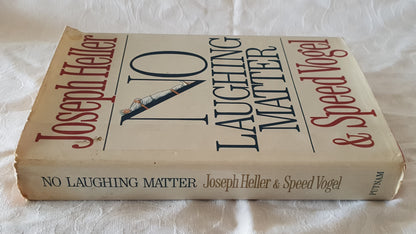 Joseph Heller
NO
LAUGHING
MATTER
& Speed Vogel
NO LAUGHING MATTER Joseph Heller & Speed Vogel PUTNAM